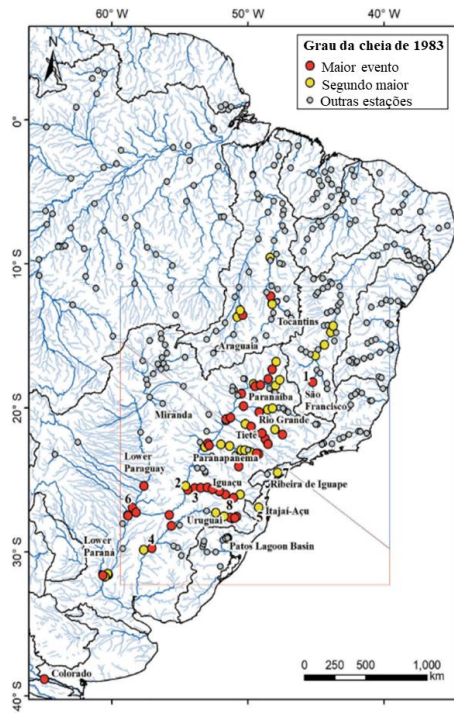 60° W
50° W
40° W
N
Grau da cheia de 1983
Maior evento
Segundo maior
Outras estações
0°
10° S
Tocantins
Araguaia
1
São
Francisco
Paranaíba
Miranda
20° S
Rio Grande
Tietê
Lower
Paraguay
Paranapanema
Ribeira de Iguape
2
Iguaçu
3
6
8
Itajaí-Açu
5
Uruguai
Lower
Paraná
4
30° S
Patos Lagoon Basin
Colorado
0 250 500 1,000
km
40° S